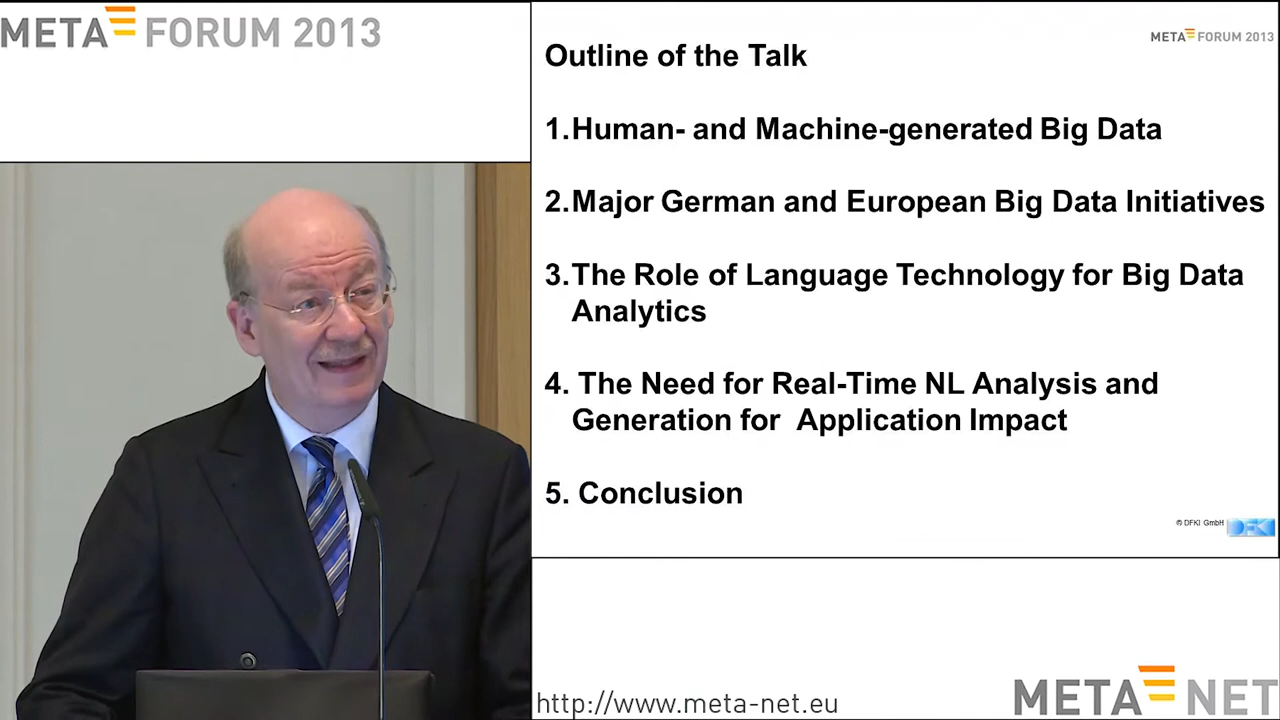 META FORUM 2013
META FORUM 2013
Outline of the Talk
1.Human- and Machine-generated Big Data
2.Major German and European Big Data Initiatives
3.The Role of Language Technology for Big Data
Analytics
4. The Need for Real-Time NL Analysis and
Generation for Application Impact
5. Conclusion
© DFKI GmbH DFKI
http://www.meta-net.eu
META NET